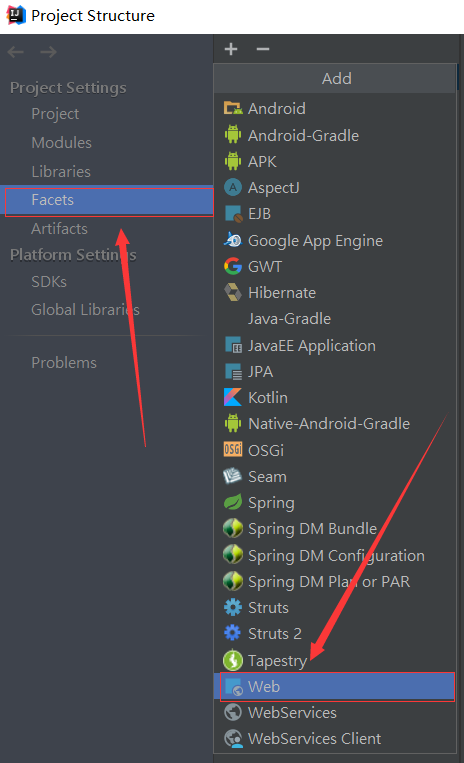 Project Structure
Project Settings
Project
Modules
Libraries
Facets
Artifacts
Platform Settings
SDKs
Global Libraries
Problems
Add
Android
Android-Gradle
APK
AspectJ
EJB
Google App Engine
GWT
Hibernate
Java-Gradle
JavaEE Application
JPA
Kotlin
Native-Android-Gradle
OSGi
Seam
Spring
Spring DM Bundle
Spring DM Configuration
Spring DM Plan or PAR
Struts
Struts 2
Tapestry
Web
WebServices
WebServices Client